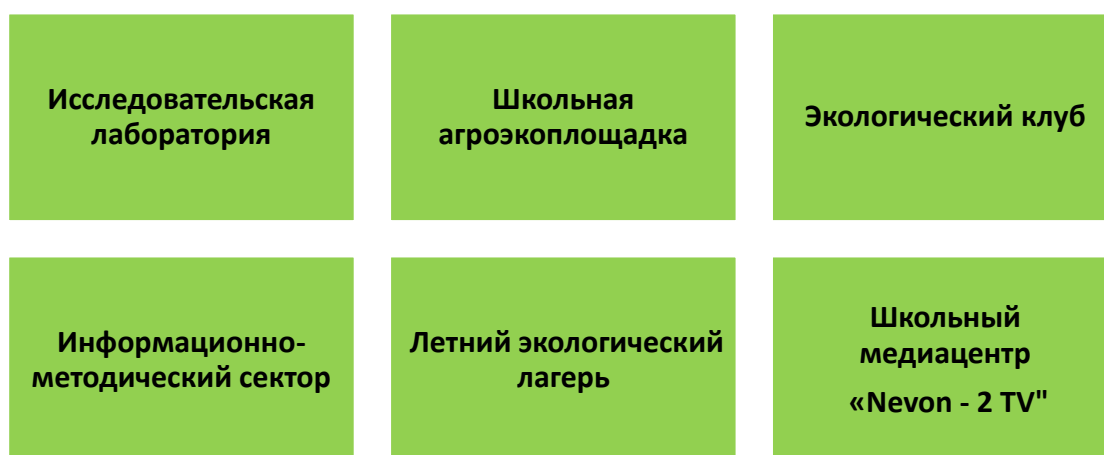 Исследовательская
лаборатория
Школьная
агроэкоплощадка
Экологический клуб
Информационно-
методический сектор
Летний экологический
лагерь
Школьный
медиацентр
«Nevon - 2 TV"